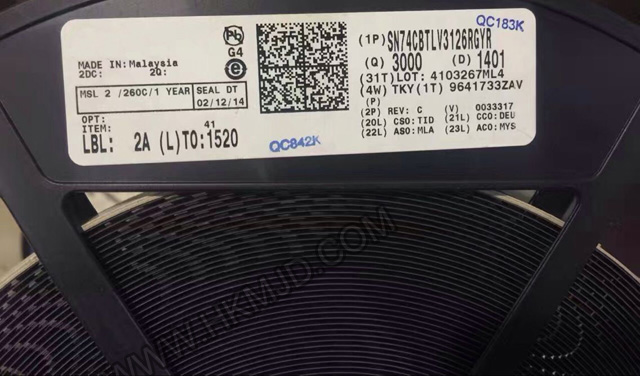 QC183K
Pb
G4
e
MADE IN: Malaysia
2DC: 2Q:
MSL 2 /260C/1 YEAR
SEAL DT
02/12/14
OPT:
ITEM: 41
LBL: 2A (L)TO:1520
QC842K
(1P) SN74CBTLV3126RGYR
(Q) 3000 (D) 1401
(31T)LOT: 4103267ML4
(4W) TKY(1T) 9641733ZAV
(P)
(2P) REV: C (V) 0033317
(20L) CSO:TID (21L) CCO:DEU
(22L) ASO:MLA (23L) ACO:MYS
WWW.HKMJD.COM